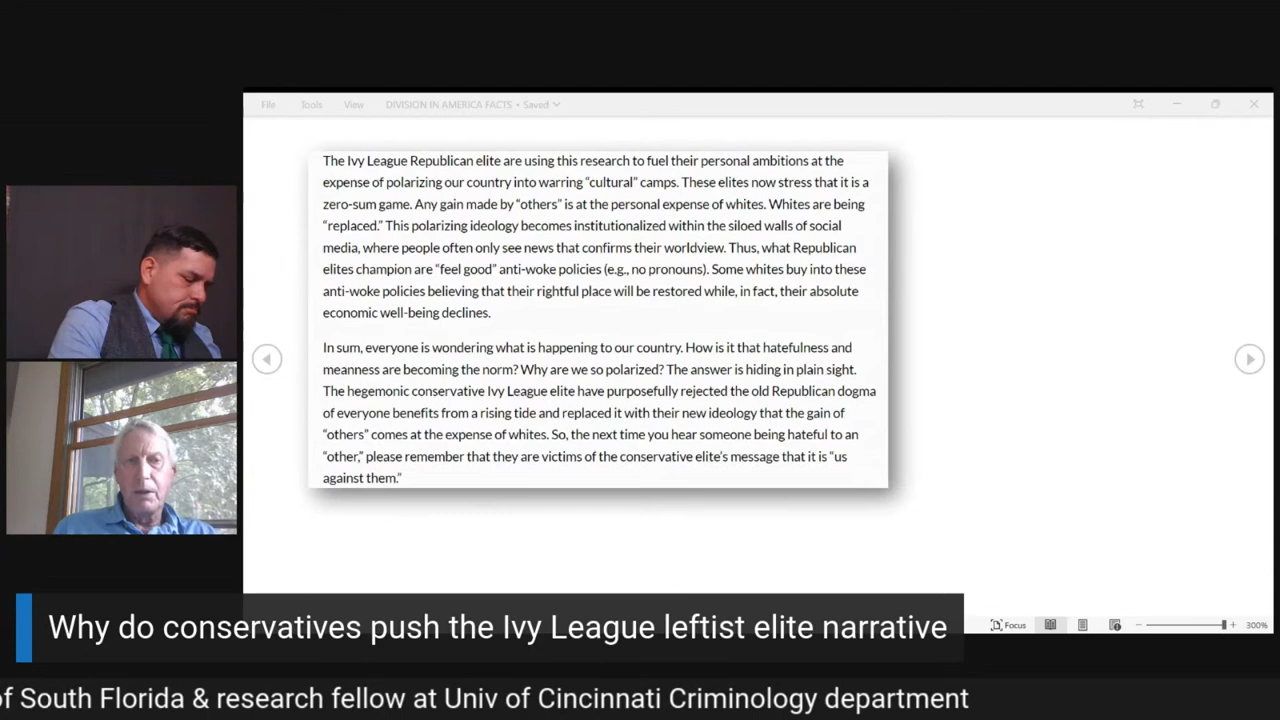 File Tools View DIVISION IN AMERICA FACTS • Saved
The Ivy League Republican elite are using this research to fuel their personal ambitions at the
expense of polarizing our country into warring “cultural” camps. These elites now stress that it is a
zero-sum game. Any gain made by “others” is at the personal expense of whites. Whites are being
“replaced.” This polarizing ideology becomes institutionalized within the siloed walls of social
media, where people often only see news that confirms their worldview. Thus, what Republican
elites champion are “feel good” anti-woke policies (e.g., no pronouns). Some whites buy into these
anti-woke policies believing that their rightful place will be restored while, in fact, their absolute
economic well-being declines.
In sum, everyone is wondering what is happening to our country. How is it that hatefulness and
meanness are becoming the norm? Why are we so polarized? The answer is hiding in plain sight.
The hegemonic conservative Ivy League elite have purposefully rejected the old Republican dogma
of everyone benefits from a rising tide and replaced it with their new ideology that the gain of
“others” comes at the expense of whites. So, the next time you hear someone being hateful to an
“other,” please remember that they are victims of the conservative elite’s message that it is “us
against them.”
Focus 300%
Why do conservatives push the Ivy League leftist elite narrative
of South Florida & research fellow at Univ of Cincinnati Criminology department